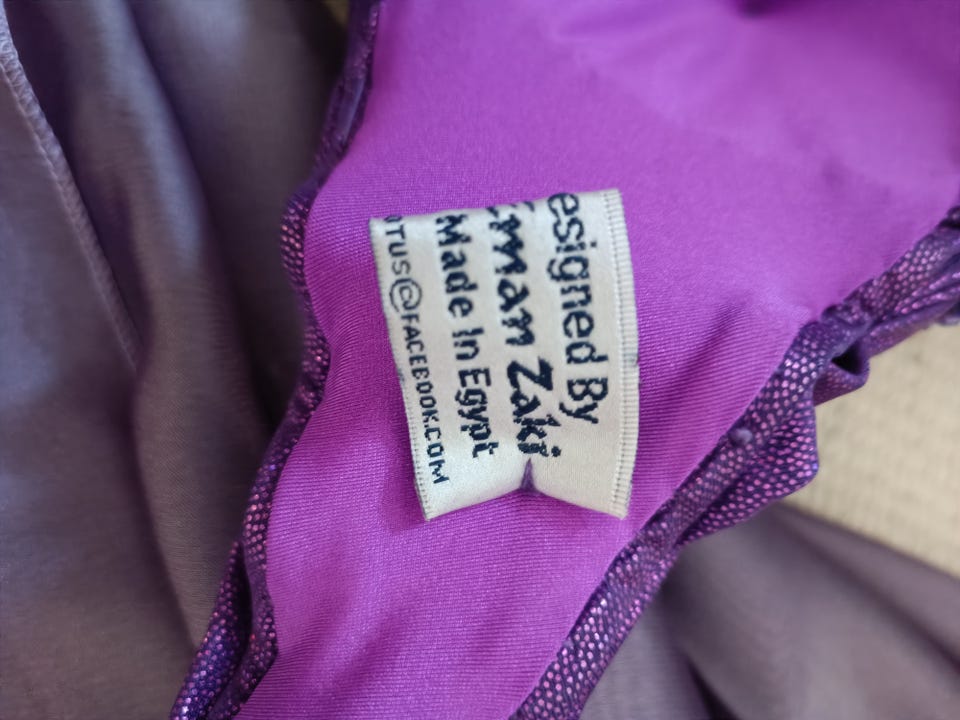 esigned By
Eman Zaki
Made In Egypt
OTUS@FACEBOOK.COM